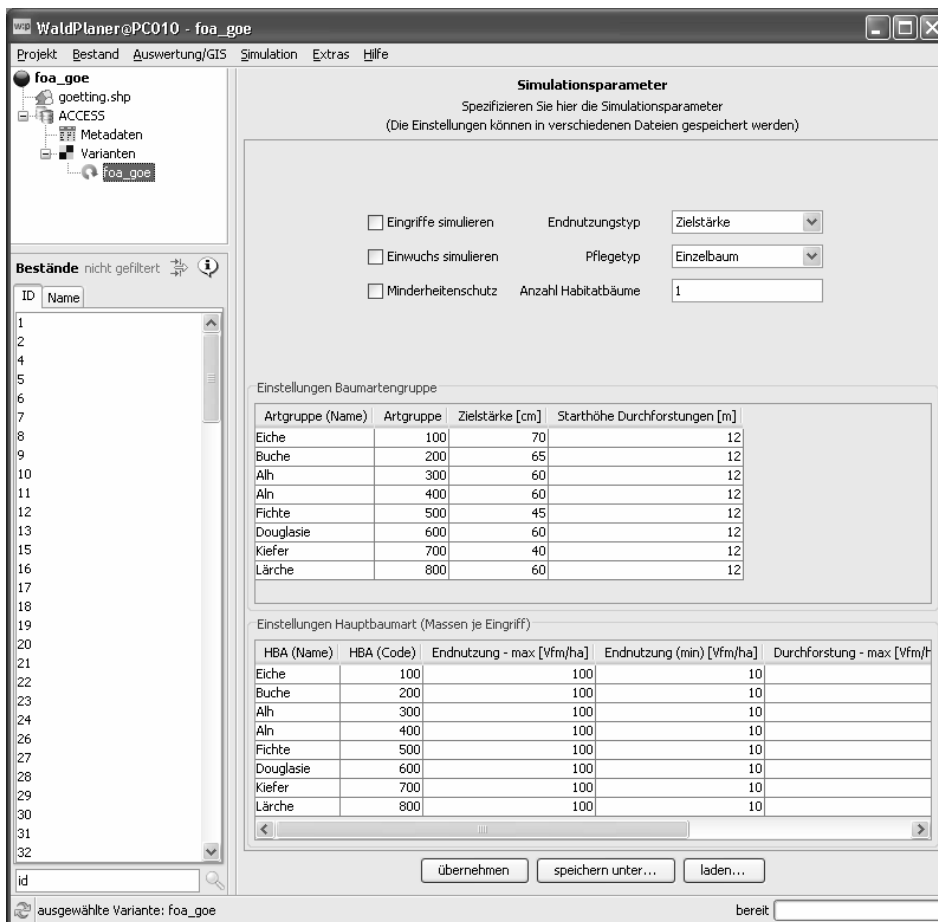 w:p WaldPlaner@PC010 - foa_goe
Projekt Bestand Auswertung/GIS Simulation Extras Hilfe
foa_goe
goetting.shp
ACCESS
Metadaten
Varianten
foa_goe
Bestände nicht gefiltert
ID Name
1
2
4
5
6
7
8
9
10
11
12
13
15
16
17
18
19
20
21
22
23
24
26
27
28
29
30
31
32
id
Simulationsparameter
Spezifizieren Sie hier die Simulationsparameter
(Die Einstellungen können in verschiedenen Dateien gespeichert werden)
Eingriffe simulieren Endnutzungstyp Zielstärke
Einwuchs simulieren Pflegetyp Einzelbaum
Minderheitenschutz Anzahl Habitatbäume 1
Einstellungen Baumartengruppe
Artgruppe (Name) Artgruppe Zielstärke [cm] Starthöhe Durchforstungen [m]
Eiche 100 70 12
Buche 200 65 12
Alh 300 60 12
Aln 400 60 12
Fichte 500 45 12
Douglasie 600 60 12
Kiefer 700 40 12
Lärche 800 60 12
Einstellungen Hauptbaumart (Massen je Eingriff)
HBA (Name) HBA (Code) Endnutzung - max [Vfm/ha] Endnutzung (min) [Vfm/ha] Durchforstung - max [Vfm/h
Eiche 100 100 10
Buche 200 100 10
Alh 300 100 10
Aln 400 100 10
Fichte 500 100 10
Douglasie 600 100 10
Kiefer 700 100 10
Lärche 800 100 10
übernehmen speichern unter... laden...
ausgewählte Variante: foa_goe bereit